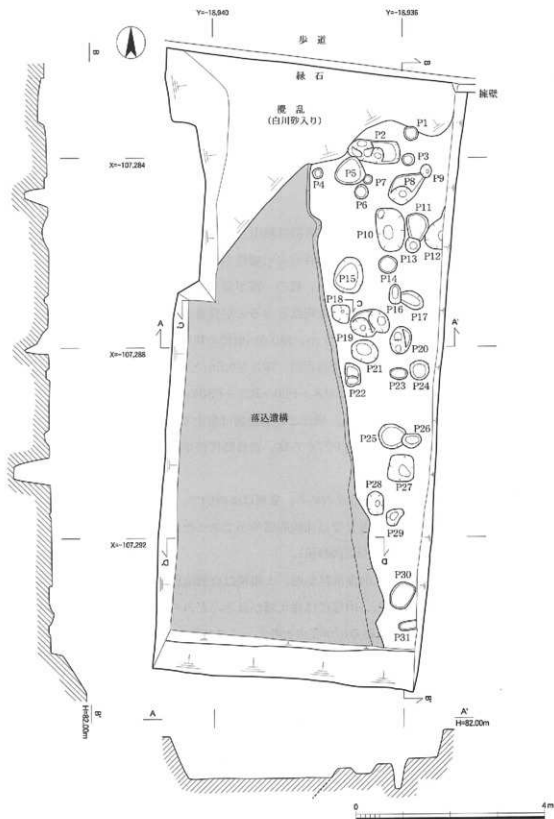 Y=-18,940
Y=-18,936
B
B
歩道
縁石
擁壁
攪乱
(白川砂入り)
P1
P2
P3
P4
P5
P7
P6
P8
P9
X=-107,284
P10
P11
P12
P13
P14
P15
P16
P17
P18
C
C
P19
P20
A
A'
X=-107,288
P21
P22
P23
P24
落込遺構
P25
P26
P27
P28
P29
X=-107,292
P30
P31
B'
H=82.00m
B'
A
A'
H=82.00m
0
4m